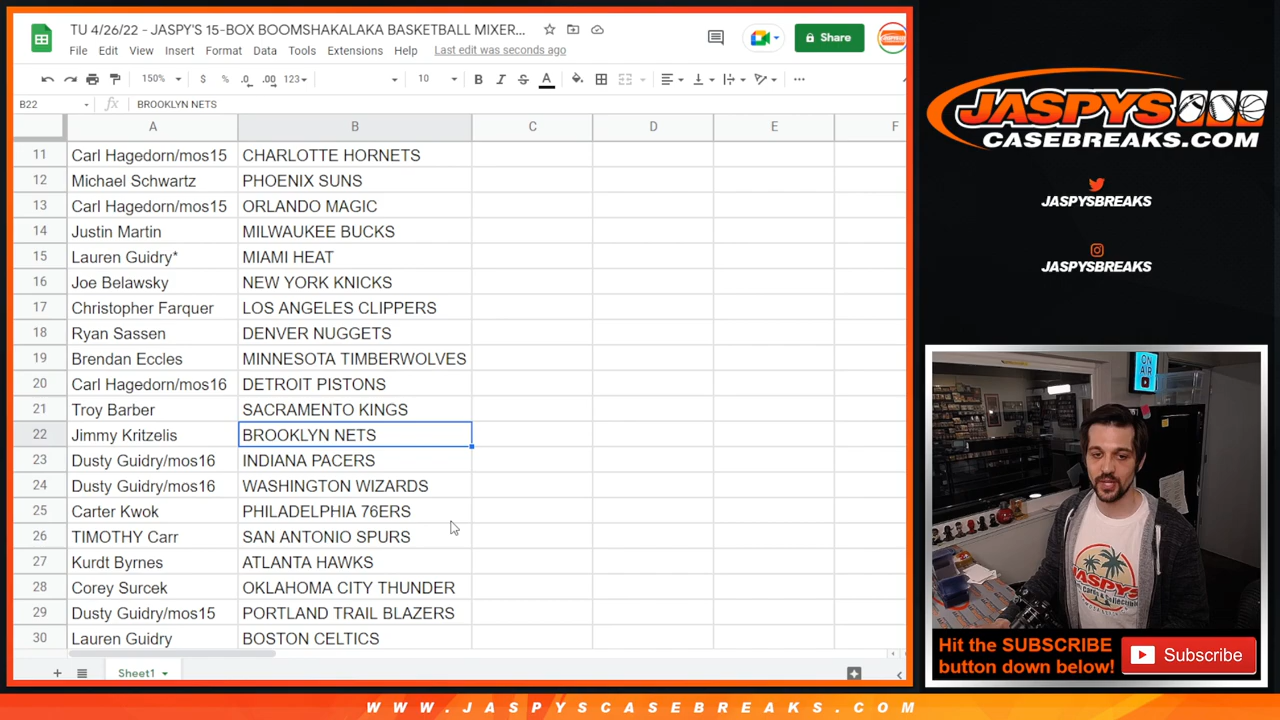 TU 4/26/22 - JASPY'S 15-BOX BOOMSHAKALAKA BASKETBALL MIXER...
File Edit View Insert Format Data Tools Extensions Help Last edit was seconds ago
Share
150% $ % .0 .00 123 10 B I S A
B22 fx BROOKLYN NETS
A B C D E F
11 Carl Hagedorn/mos15 CHARLOTTE HORNETS
12 Michael Schwartz PHOENIX SUNS
13 Carl Hagedorn/mos15 ORLANDO MAGIC
14 Justin Martin MILWAUKEE BUCKS
15 Lauren Guidry* MIAMI HEAT
16 Joe Belawsky NEW YORK KNICKS
17 Christopher Farquer LOS ANGELES CLIPPERS
18 Ryan Sassen DENVER NUGGETS
19 Brendan Eccles MINNESOTA TIMBERWOLVES
20 Carl Hagedorn/mos16 DETROIT PISTONS
21 Troy Barber SACRAMENTO KINGS
22 Jimmy Kritzelis BROOKLYN NETS
23 Dusty Guidry/mos16 INDIANA PACERS
24 Dusty Guidry/mos16 WASHINGTON WIZARDS
25 Carter Kwok PHILADELPHIA 76ERS
26 TIMOTHY Carr SAN ANTONIO SPURS
27 Kurdt Byrnes ATLANTA HAWKS
28 Corey Surcek OKLAHOMA CITY THUNDER
29 Dusty Guidry/mos15 PORTLAND TRAIL BLAZERS
30 Lauren Guidry BOSTON CELTICS
Sheet1
JASPYS
CASEBREAKS.COM
JASPYSBREAKS
JASPYSBREAKS
ON
AIR
JASPYS
Hit the SUBSCRIBE
button down below!
Subscribe
WWW.JASPYSCASEBREAKS.COM